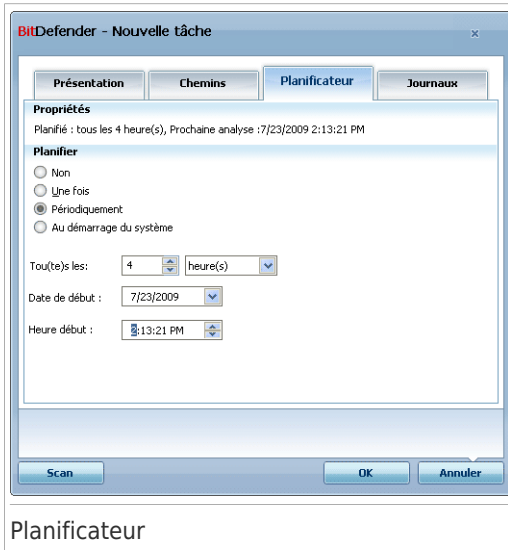 BitDefender - Nouvelle tâche
Présentation Chemins Planificateur Journaux
Propriétés
Planifié : tous les 4 heure(s), Prochaine analyse :7/23/2009 2:13:21 PM
Planifier
Non
Une fois
Périodiquement
Au démarrage du système
Tou(te)s les: 4 heure(s)
Date de début : 7/23/2009
Heure début : 2:13:21 PM
Scan OK Annuler
Planificateur